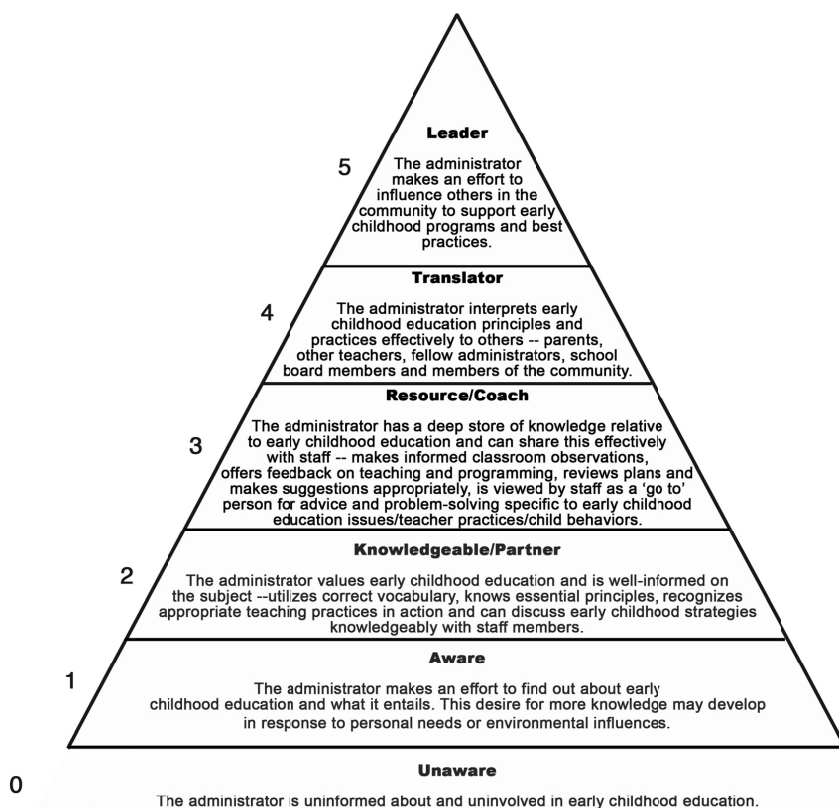 Leader
5
The administrator
makes an effort to
influence others in the
community to support early
childhood programs and best
practices.
Translator
4
The administrator interprets early
childhood education principles and
practices effectively to others -- parents,
other teachers, fellow administrators, school
board members and members of the community.
Resource/Coach
3
The administrator has a deep store of knowledge relative
to early childhood education and can share this effectively
with staff -- makes informed classroom observations,
offers feedback on teaching and programming, reviews plans and
makes suggestions appropriately, is viewed by staff as a 'go to'
person for advice and problem-solving specific to early childhood
education issues/teacher practices/child behaviors.
Knowledgeable/Partner
2
The administrator values early childhood education and is well-informed on
the subject --utilizes correct vocabulary, knows essential principles, recognizes
appropriate teaching practices in action and can discuss early childhood strategies
knowledgeably with staff members.
Aware
1
The administrator makes an effort to find out about early
childhood education and what it entails. This desire for more knowledge may develop
in response to personal needs or environmental influences.
Unaware
0
The administrator is uninformed about and uninvolved in early childhood education.